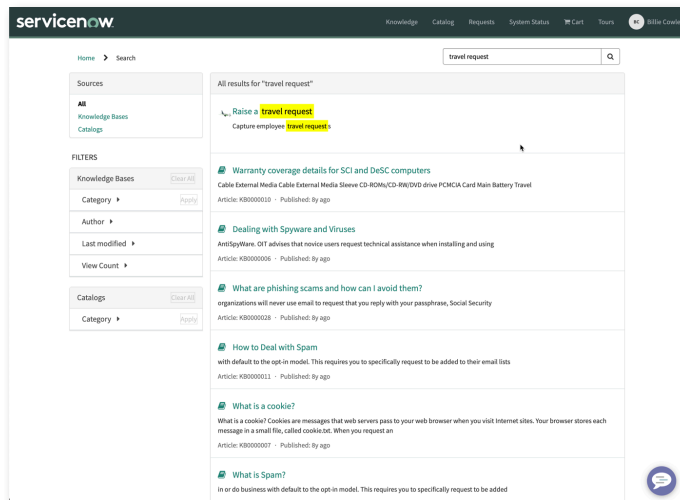 servicenow.
Knowledge Catalog Requests System Status Cart Tours BC Billie Cowle
Home > Search
travel request
Sources
All
Knowledge Bases
Catalogs
FILTERS
Knowledge Bases Clear All
Category Apply
Author
Last modified
View Count
Catalogs Clear All
Category Apply
All results for "travel request"
Raise a travel request
Capture employee travel requests
Warranty coverage details for SCI and DeSC computers
Cable External Media Cable External Media Sleeve CD-ROMs/CD-RW/DVD drive PCMCIA Card Main Battery Travel
Article: KB0000010 · Published: 8y ago
Dealing with Spyware and Viruses
AntiSpyWare. OIT advises that novice users request technical assistance when installing and using
Article: KB0000006 · Published: 8y ago
What are phishing scams and how can I avoid them?
organizations will never use email to request that you reply with your passphrase, Social Security
Article: KB0000028 · Published: 8y ago
How to Deal with Spam
with default to the opt-in model. This requires you to specifically request to be added to their email lists
Article: KB0000011 · Published: 8y ago
What is a cookie?
What is a cookie? Cookies are messages that web servers pass to your web browser when you visit Internet sites. Your browser stores each
message in a small file, called cookie.txt. When you request an
Article: KB0000007 · Published: 8y ago
What is Spam?
in or do business with default to the opt-in model. This requires you to specifically request to be added